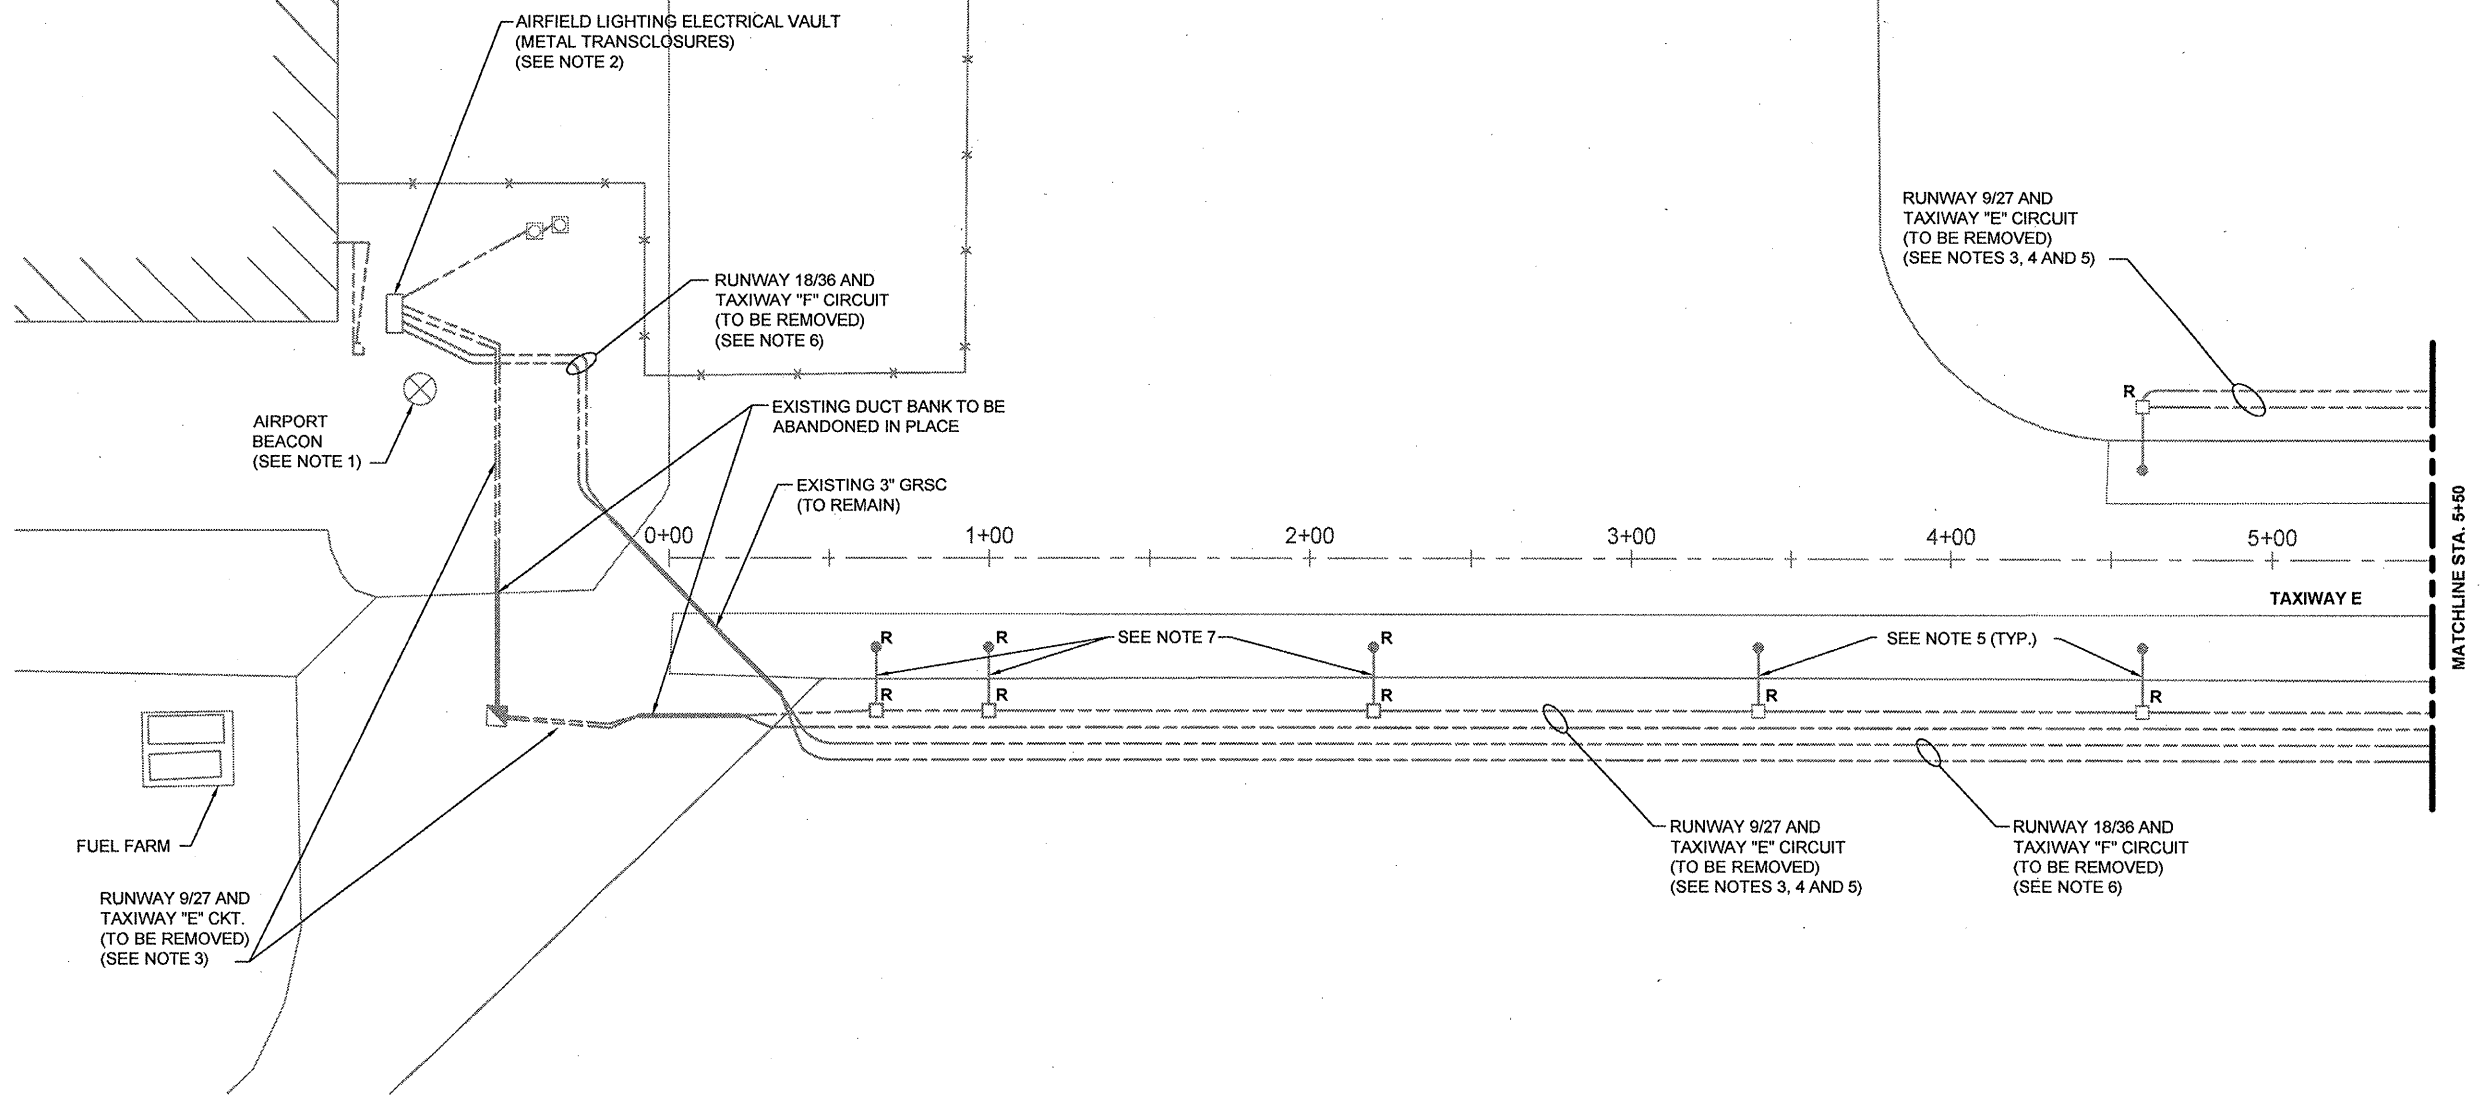 AIRFIELD LIGHTING ELECTRICAL VAULT
(METAL TRANSCLOSURES)
(SEE NOTE 2)
RUNWAY 9/27 AND
TAXIWAY "E" CIRCUIT
(TO BE REMOVED)
(SEE NOTES 3, 4 AND 5)
RUNWAY 18/36 AND
TAXIWAY "F" CIRCUIT
(TO BE REMOVED)
(SEE NOTE 6)
R
AIRPORT
BEACON
(SEE NOTE 1)
EXISTING DUCT BANK TO BE
ABANDONED IN PLACE
EXISTING 3" GRSC
(TO REMAIN)
0+00
1+00
2+00
3+00
4+00
5+00
MATCHLINE STA. 5+50
TAXIWAY E
R
R
R
SEE NOTE 7
SEE NOTE 5 (TYP.)
R
R
R
R
R
FUEL FARM
RUNWAY 9/27 AND
TAXIWAY "E" CIRCUIT
(TO BE REMOVED)
(SEE NOTES 3, 4 AND 5)
RUNWAY 18/36 AND
TAXIWAY "F" CIRCUIT
(TO BE REMOVED)
(SEE NOTE 6)
RUNWAY 9/27 AND
TAXIWAY "E" CKT.
(TO BE REMOVED)
(SEE NOTE 3)